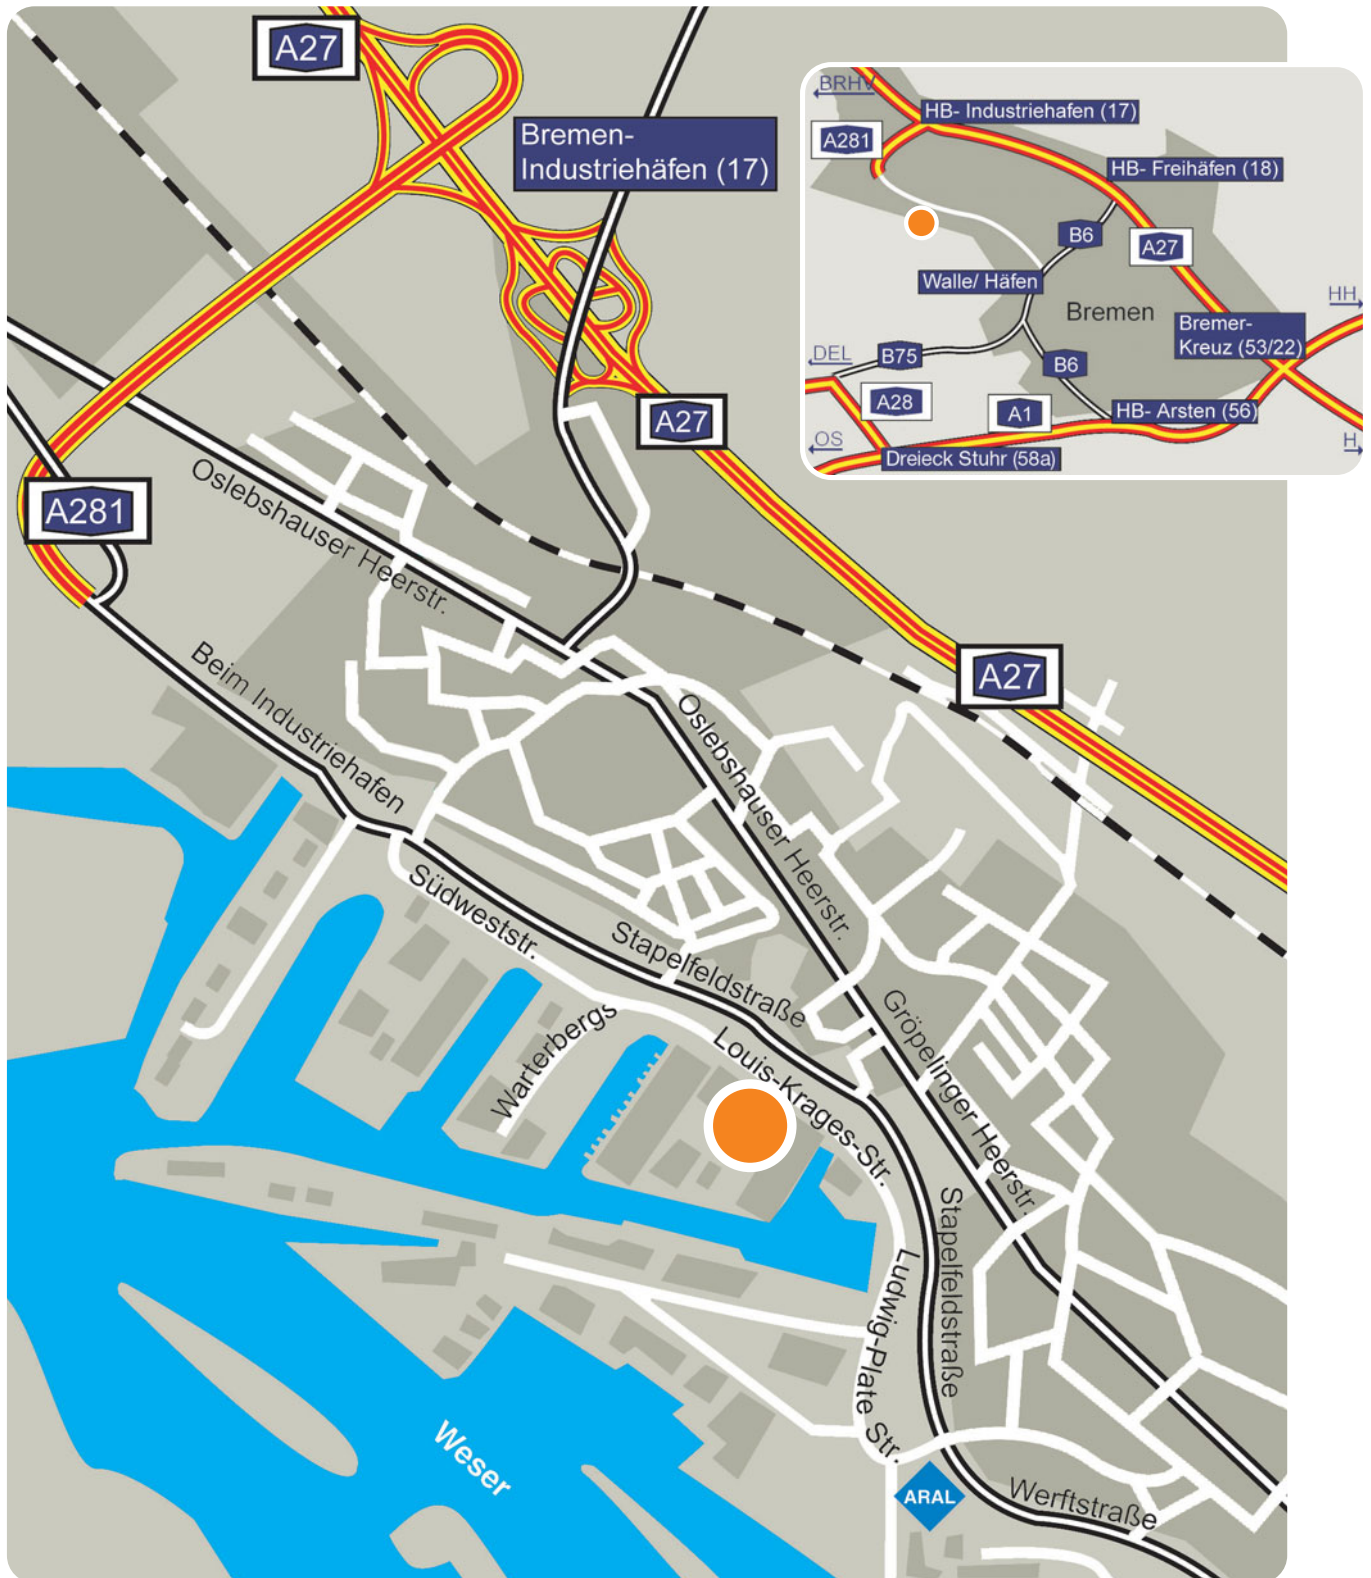 A27
Bremen-
Industriehäfen (17)
BRHV
HB- Industriehafen (17)
A281
HB- Freihäfen (18)
B6
A27
Walle/ Häfen
Bremen
HH
Bremer-
Kreuz (53/22)
DEL
B75
B6
A28
A1
HB- Arsten (56)
OS
H
Dreieck Stuhr (58a)
A27
A281
Oslebshauser Heerstr.
Beim Industriehafen
A27
Oslebshauser Heerstr.
Südweststr.
Stapelfeldstraße
Warterbergs
Louis-Krages-Str.
Gröpelinger Heerstr.
Stapelfeldstraße
Ludwig-Plate Str.
Weser
ARAL
Werftstraße